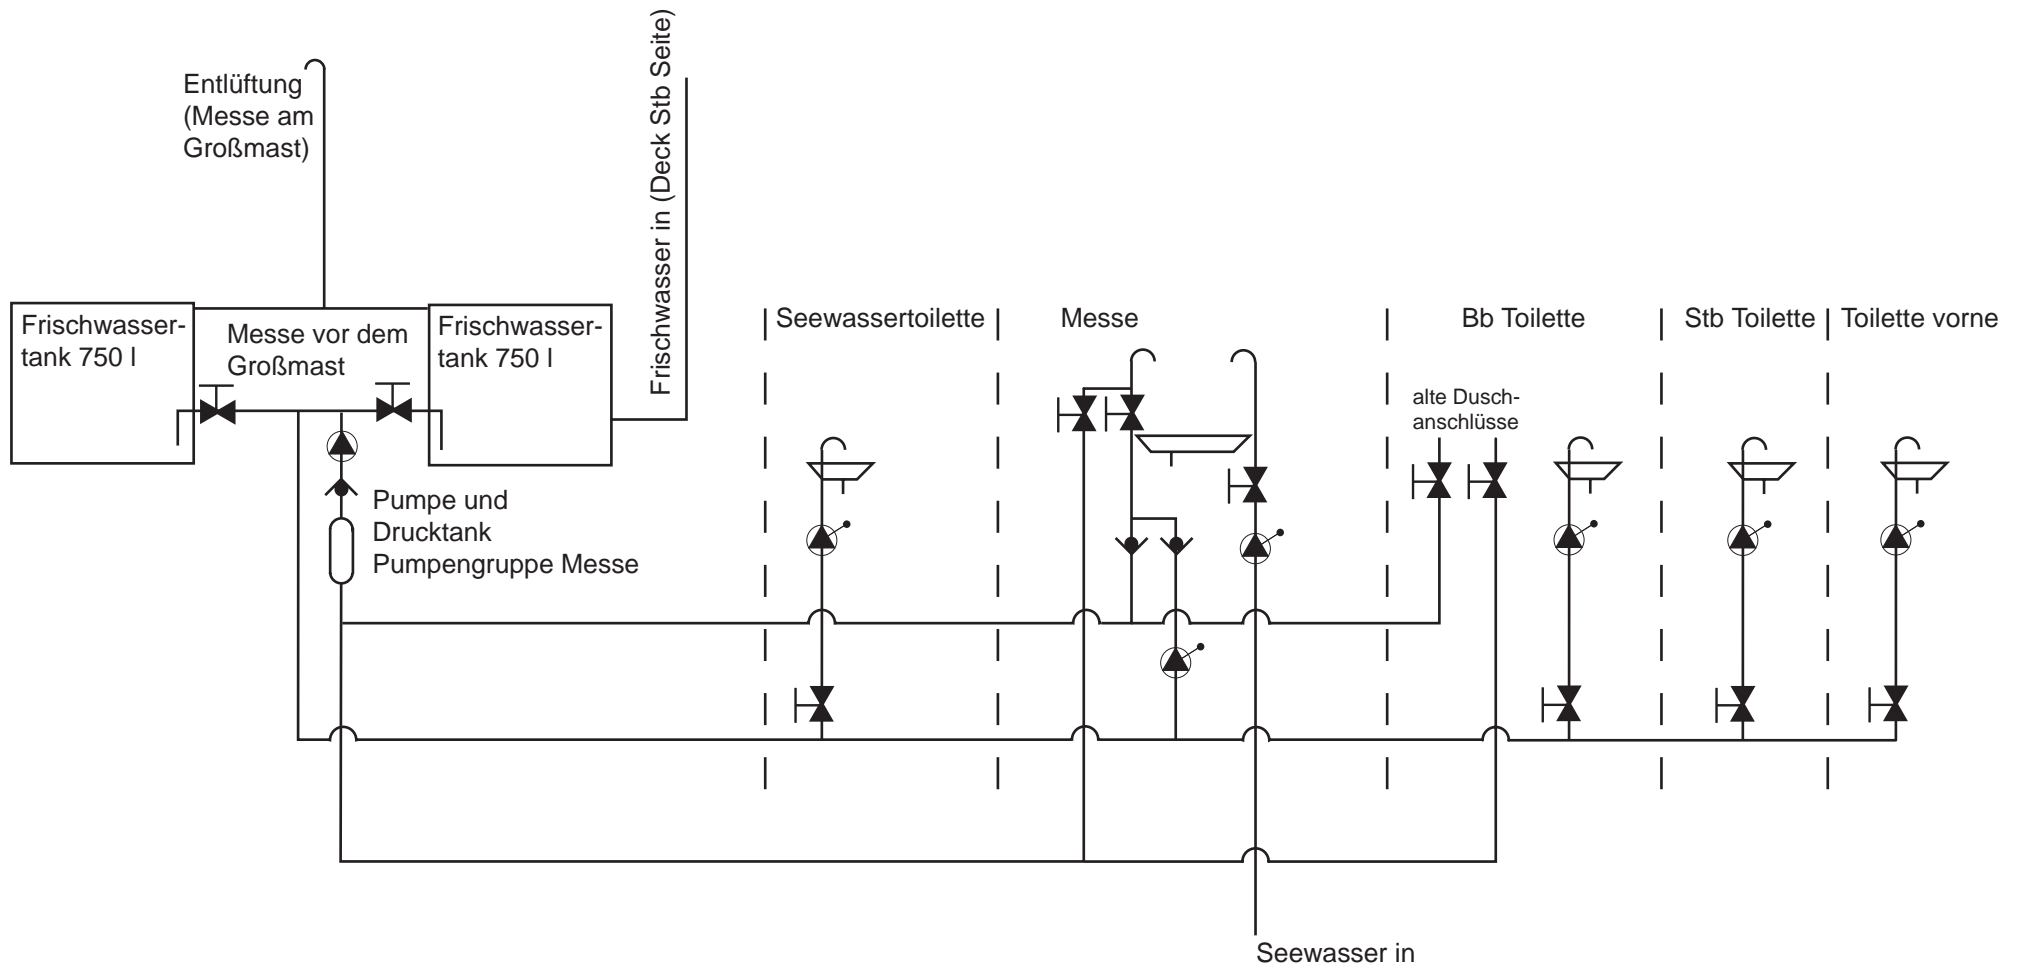 Entlüftung
(Messe am
Großmast)
Frischwasser in (Deck Stb Seite)
Frischwasser-
tank 750 l
Messe vor dem
Großmast
Frischwasser-
tank 750 l
Pumpe und
Drucktank
Pumpengruppe Messe
Seewassertoilette
Messe
Bb Toilette
Stb Toilette
Toilette vorne
alte Dusch-
anschlüsse
Seewasser in